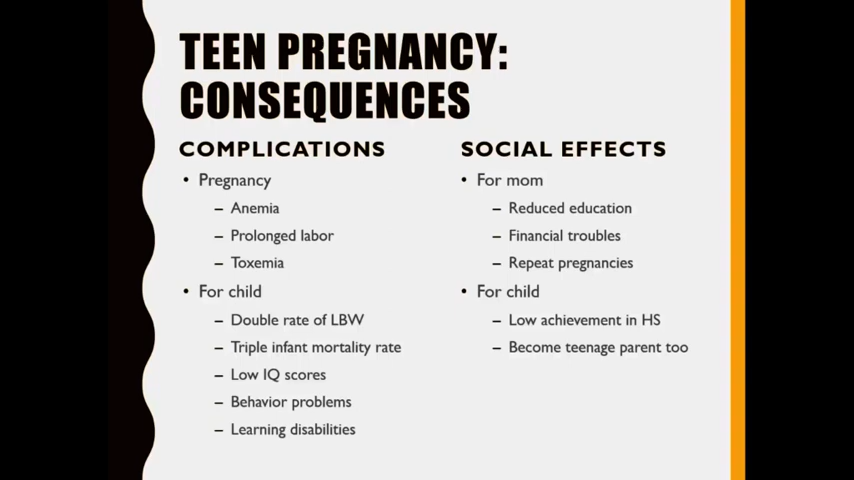 TEEN PREGNANCY:
CONSEQUENCES
COMPLICATIONS
• Pregnancy
– Anemia
– Prolonged labor
– Toxemia
• For child
– Double rate of LBW
– Triple infant mortality rate
– Low IQ scores
– Behavior problems
– Learning disabilities
SOCIAL EFFECTS
• For mom
– Reduced education
– Financial troubles
– Repeat pregnancies
• For child
– Low achievement in HS
– Become teenage parent too